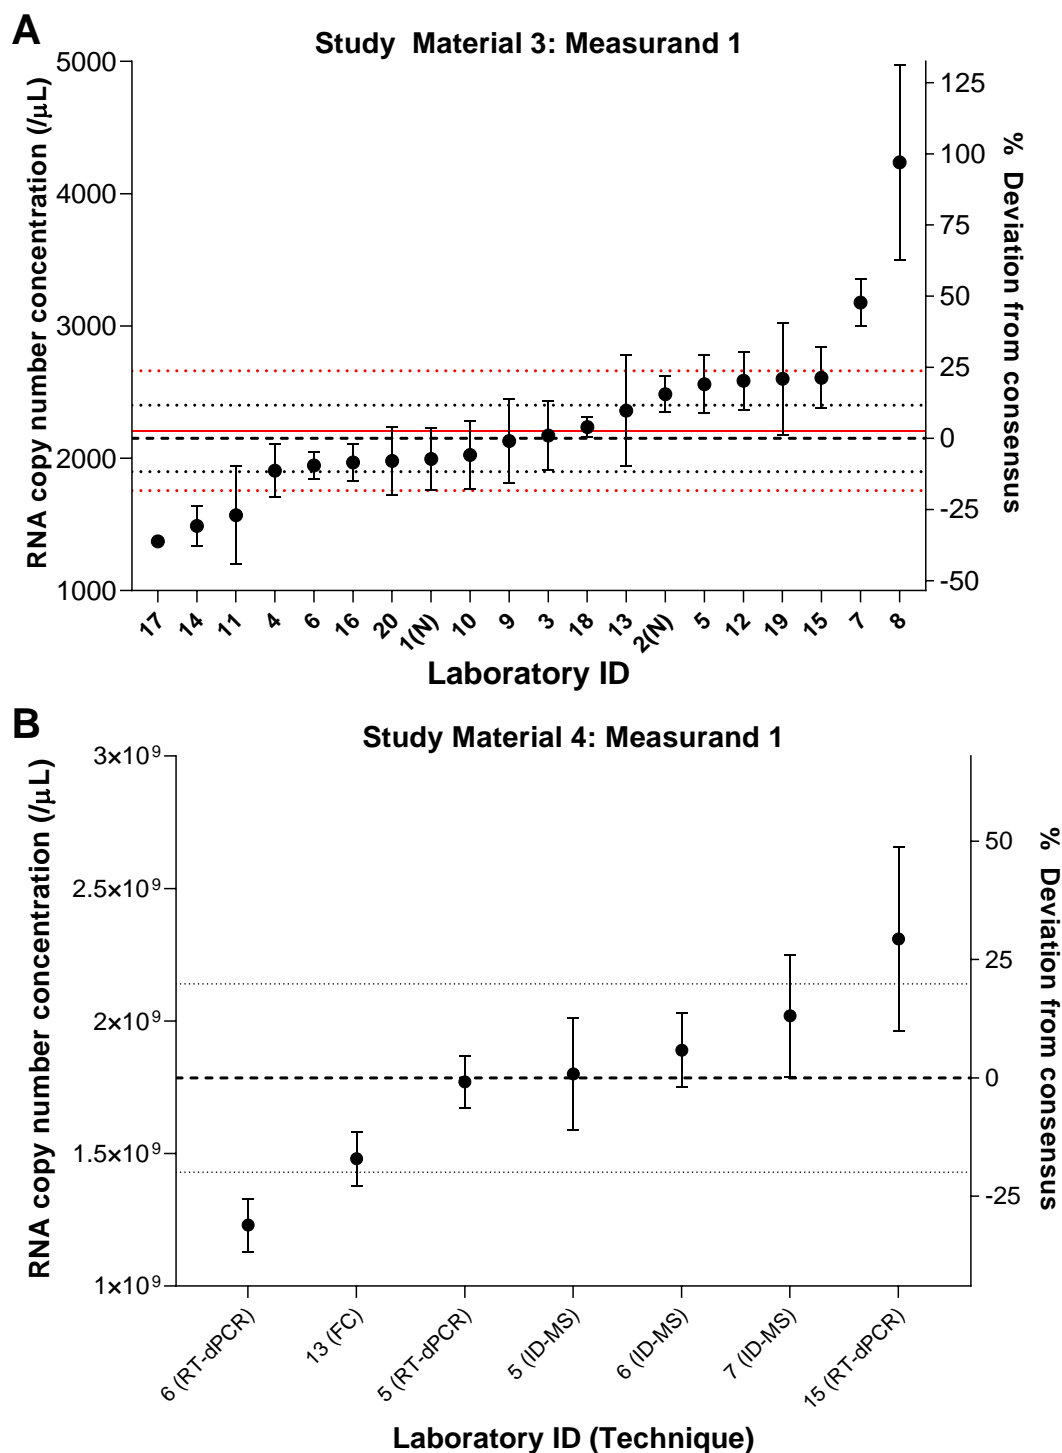 A
Study Material 3: Measurand 1
RNA copy number concentration (/µL)
5000
4000
3000
2000
1000
% Deviation from consensus
125
100
75
50
25
0
-25
-50
17 14 11 4 6 16 20 1(N) 10 9 3 18 13 2(N) 5 12 19 15 7 8
Laboratory ID
B
Study Material 4: Measurand 1
RNA copy number concentration (/µL)
3×10⁹
2.5×10⁹
2×10⁹
1.5×10⁹
1×10⁹
% Deviation from consensus
50
25
0
-25
6 (RT-dPCR)
13 (FC)
5 (RT-dPCR)
5 (ID-MS)
6 (ID-MS)
7 (ID-MS)
15 (RT-dPCR)
Laboratory ID (Technique)